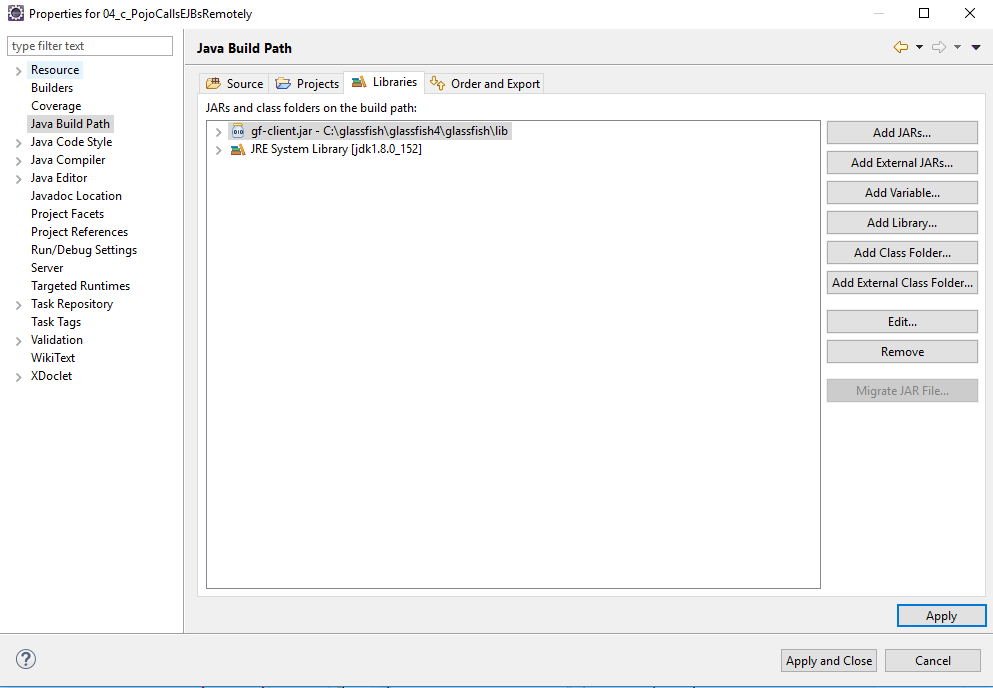 Properties for 04_c_PojoCallsEJBsRemotely
type filter text
Resource
Builders
Coverage
Java Build Path
Java Code Style
Java Compiler
Java Editor
Javadoc Location
Project Facets
Project References
Run/Debug Settings
Server
Targeted Runtimes
Task Repository
Task Tags
Validation
WikiText
XDoclet
Java Build Path
Source Projects Libraries Order and Export
JARs and class folders on the build path:
gf-client.jar - C:\glassfish\glassfish4\glassfish\lib
JRE System Library [jdk1.8.0_152]
Add JARs...
Add External JARs...
Add Variable...
Add Library...
Add Class Folder...
Add External Class Folder...
Edit...
Remove
Migrate JAR File...
Apply
Apply and Close Cancel